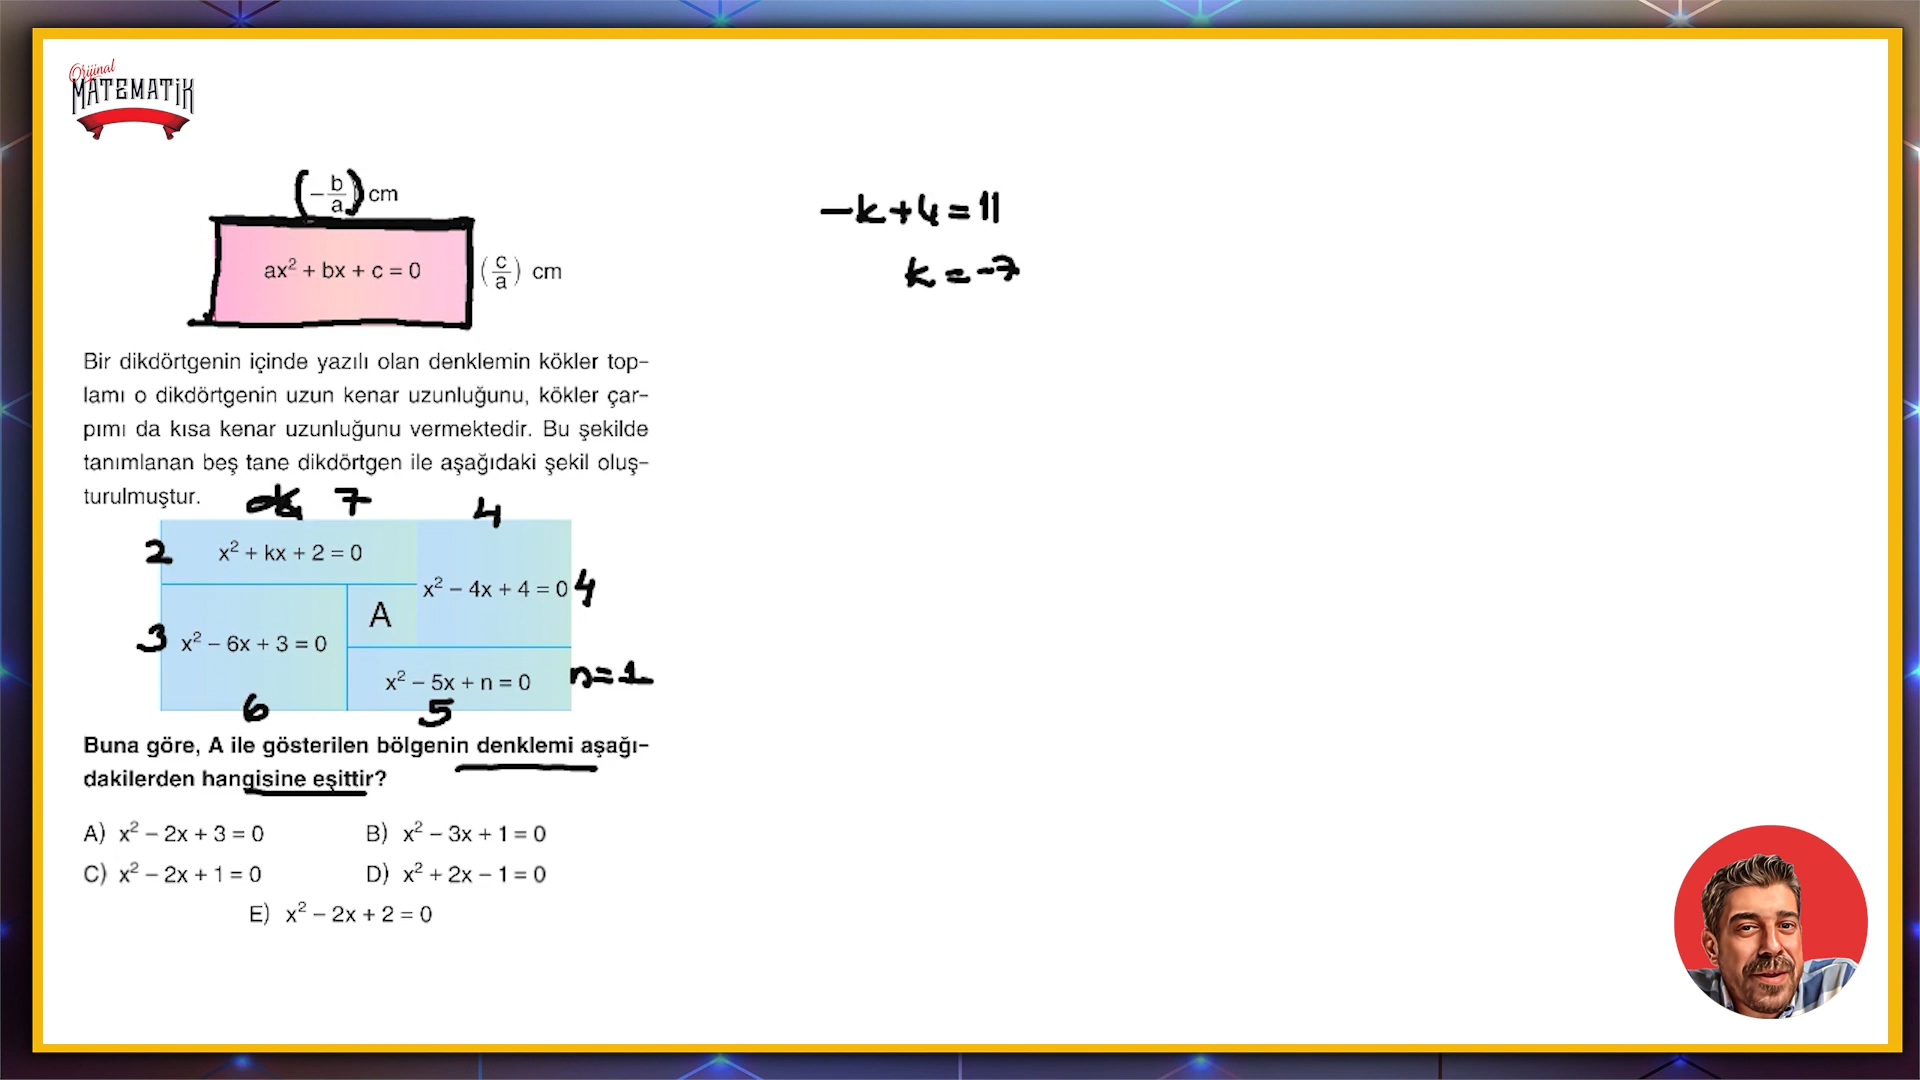 Orijinal
MATEMATİK
(-b/a) cm
ax² + bx + c = 0
(c/a) cm
Bir dikdörtgenin içinde yazılı olan denklemin kökler top-
lamı o dikdörtgenin uzun kenar uzunluğunu, kökler çar-
pımı da kısa kenar uzunluğunu vermektedir. Bu şekilde
tanımlanan beş tane dikdörtgen ile aşağıdaki şekil oluş-
turulmuştur.
7
4
2
x² + kx + 2 = 0
x² – 4x + 4 = 0
4
A
3
x² – 6x + 3 = 0
x² – 5x + n = 0
n=1
6
5
Buna göre, A ile gösterilen bölgenin denklemi aşağı-
dakilerden hangisine eşittir?
A) x² – 2x + 3 = 0
B) x² – 3x + 1 = 0
C) x² – 2x + 1 = 0
D) x² + 2x – 1 = 0
E) x² – 2x + 2 = 0
-k+4=11
k=-7